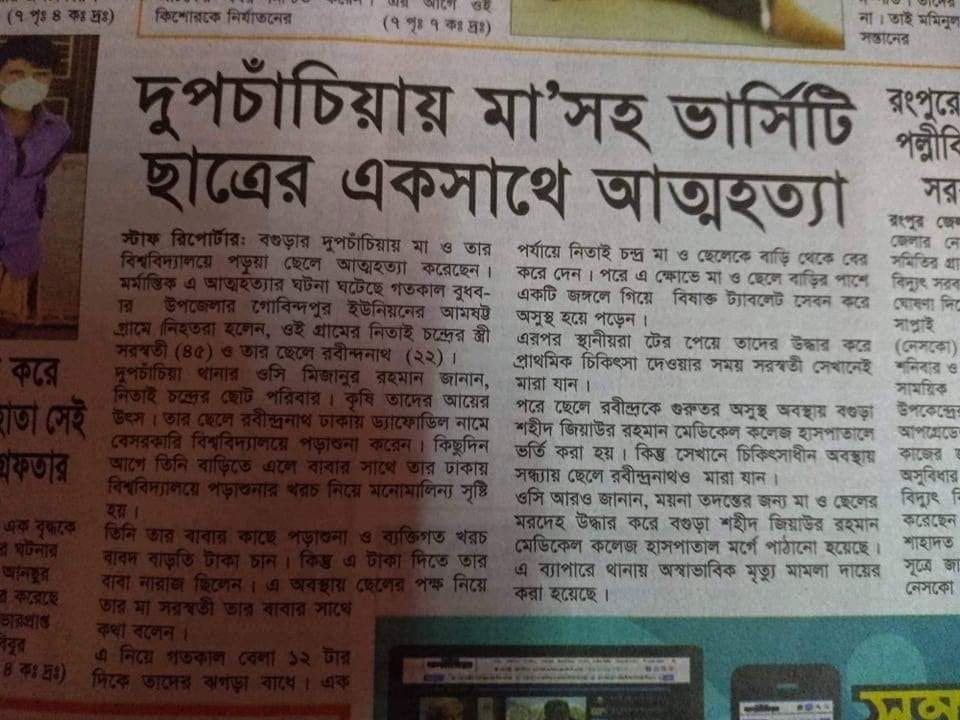 (৭ পৃঃ ৪ কঃ দ্রঃ)
কিশোরকে নির্যাতনের
(৭ পৃঃ ৭ কঃ দ্রঃ)
না । তাই মমিনুল
সন্তানের
দুপচাঁচিয়ায় মা'সহ ভার্সিটি
ছাত্রের একসাথে আত্মহত্যা
স্টাফ রিপোর্টার: বগুড়ার দুপচাঁচিয়ায় মা ও তার
বিশ্ববিদ্যালয়ে পড়ুয়া ছেলে আত্মহত্যা করেছেন ।
মর্মান্তিক এ আত্মহত্যার ঘটনা ঘটেছে গতকাল বুধব-
ার উপজেলার গোবিন্দপুর ইউনিয়নের আমষট্ট
গ্রামে। নিহতরা হলেন, ওই গ্রামের নিতাই চন্দ্রের স্ত্রী
সরস্বতী (৪৫) ও তার ছেলে রবীন্দনাথ (২২) ।
দুপচাঁচিয়া থানার ওসি মিজানুর রহমান জানান,
নিতাই চন্দ্রের ছোট পরিবার । কৃষি তাদের আয়ের
উৎস । তার ছেলে রবীন্দনাথ ঢাকায় ড্যাফোডিল নামে
বেসরকারি বিশ্ববিদ্যালয়ে পড়াশুনা করেন । কিছুদিন
আগে তিনি বাড়িতে এলে বাবার সাথে তার ঢাকায়
বিশ্ববিদ্যালয়ে পড়াশুনার খরচ নিয়ে মনোমালিন্য সৃষ্টি
হয় ।
তিনি তার বাবার কাছে পড়াশুনা ও ব্যক্তিগত খরচ
বাবদ বাড়তি টাকা চান । কিন্তু এ টাকা দিতে তার
বাবা নারাজ ছিলেন । এ অবস্থায় ছেলের পক্ষ নিয়ে
তার মা সরস্বতী তার বাবার সাথে
কথা বলেন ।
এ নিয়ে গতকাল বেলা ১২ টার
দিকে তাদের ঝগড়া বাধে । এক
পর্যায়ে নিতাই চন্দ্র মা ও ছেলেকে বাড়ি থেকে বের
করে দেন । পরে এ ক্ষোভে মা ও ছেলে বাড়ির পাশে
একটি জঙ্গলে গিয়ে বিষাক্ত ট্যাবলেট সেবন করে
অসুস্থ হয়ে পড়েন ।
এরপর স্থানীয়রা টের পেয়ে তাদের উদ্ধার করে
প্রাথমিক চিকিৎসা দেওয়ার সময় সরস্বতী সেখানেই
মারা যান ।
পরে ছেলে রবীন্দ্রকে গুরুতর অসুস্থ অবস্থায় বগুড়া
শহীদ জিয়াউর রহমান মেডিকেল কলেজ হাসপাতালে
ভর্তি করা হয় । কিন্তু সেখানে চিকিৎসাধীন অবস্থায়
সন্ধ্যায় ছেলে রবীন্দনাথও মারা যান ।
ওসি আরও জানান, ময়না তদন্তের জন্য মা ও ছেলের
মরদেহ উদ্ধার করে বগুড়া শহীদ জিয়াউর রহমান
মেডিকেল কলেজ হাসপাতাল মর্গে পাঠানো হয়েছে ।
এ ব্যাপারে থানায় অস্বাভাবিক মৃত্যু মামলা দায়ের
করা হয়েছে ।
রংপুরে
পল্লীবি
সর
রংপুর জেল
জেলার নে
সমিতির গ্রা
বিদ্যুৎ সরব
ঘোষণা দি
সাপ্লাই
(নেসকো)
শনিবার ও
সাময়িক
উপকেন্দ্রে
আপগ্রেডে
কাজের জ
অসুবিধার
বিদ্যুৎ বি
করেছেন
শাহাদত
সূত্রে জা
নেসকো
করে
হাতা সেই
গ্রেফতার
এক বৃদ্ধকে
ঘটনার
করেছে
৪ কঃ দ্রঃ)